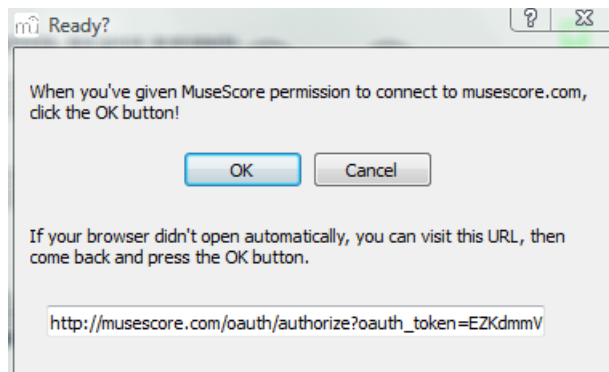 Ready?
When you've given MuseScore permission to connect to musescore.com,
click the OK button!
OK Cancel
If your browser didn't open automatically, you can visit this URL, then
come back and press the OK button.
http://musescore.com/oauth/authorize?oauth_token=EZKdmmV